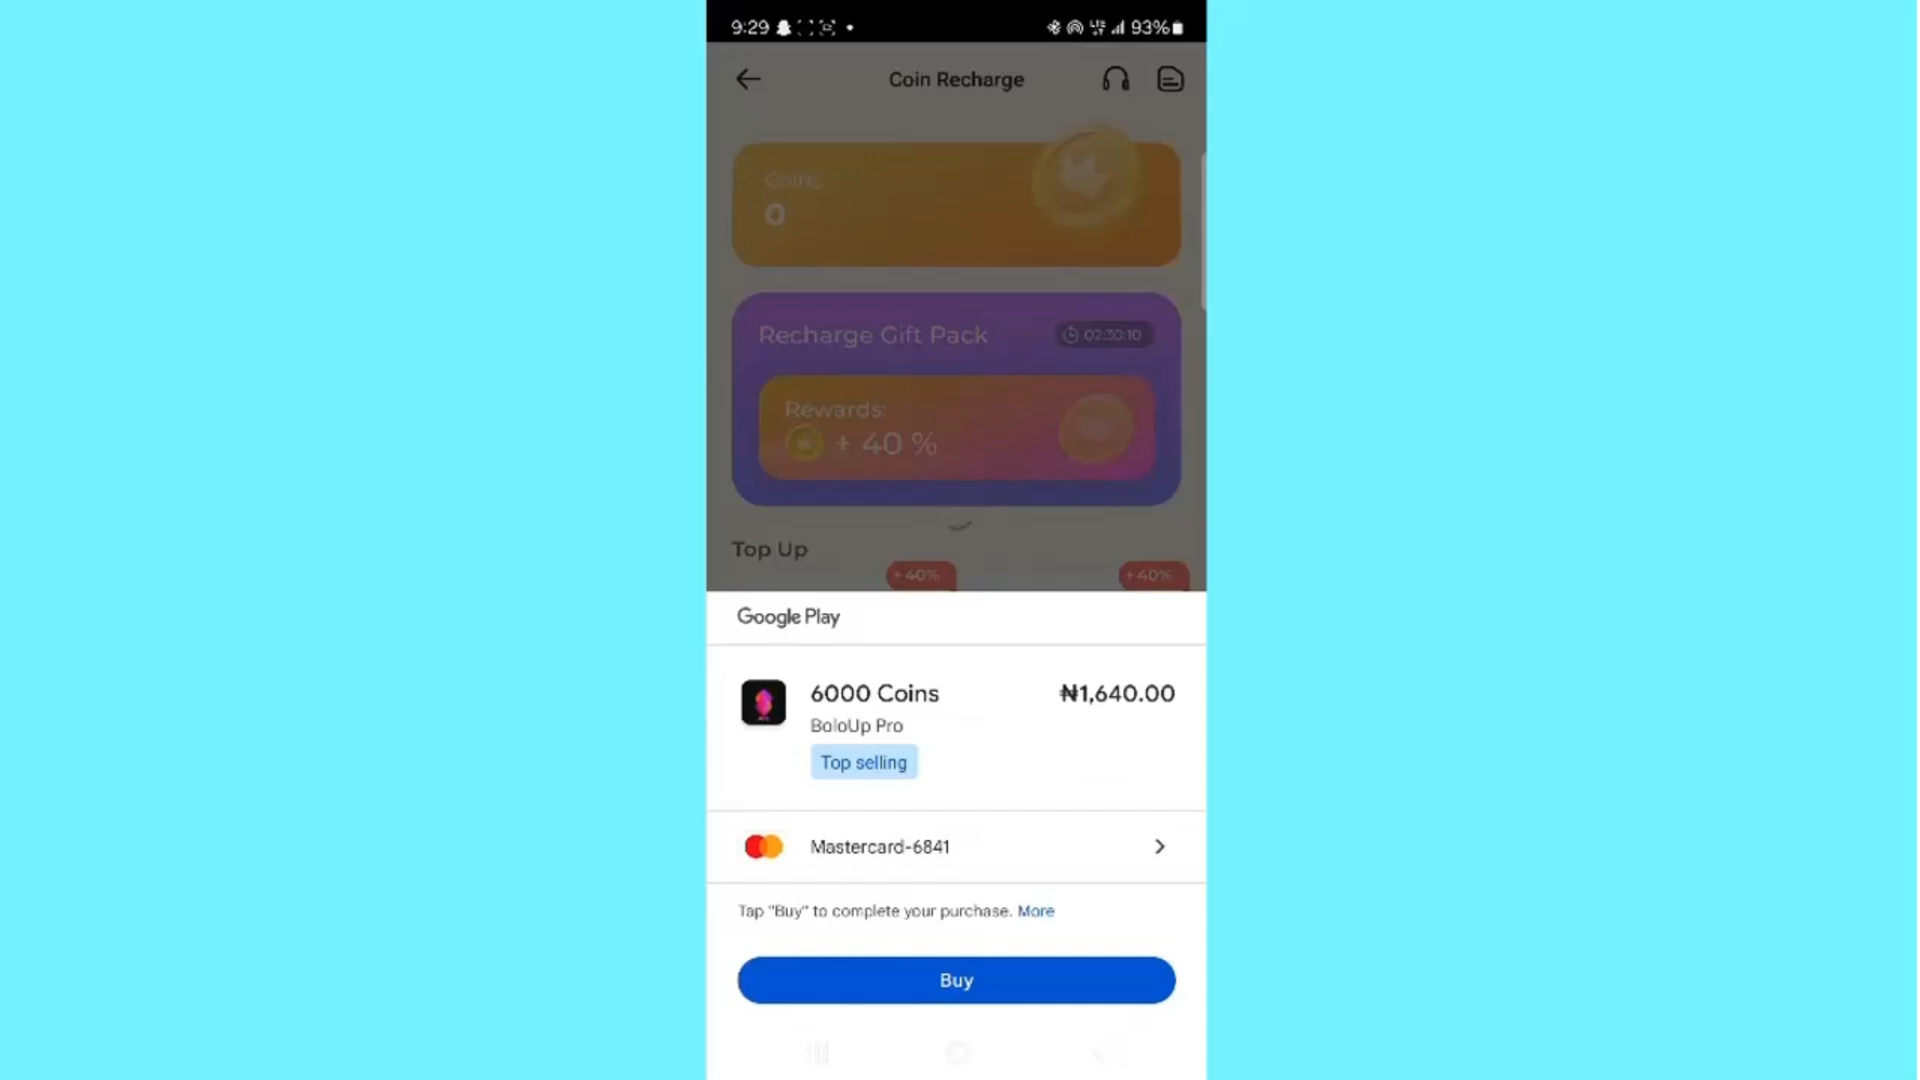 9:29
LTE
93%
Coin Recharge
Coins
0
Recharge Gift Pack
02:30:10
Rewards:
+ 40 %
Top Up
+40%
+40%
Google Play
6000 Coins
₦1,640.00
BoloUp Pro
Top selling
Mastercard-6841
Tap "Buy" to complete your purchase. More
Buy